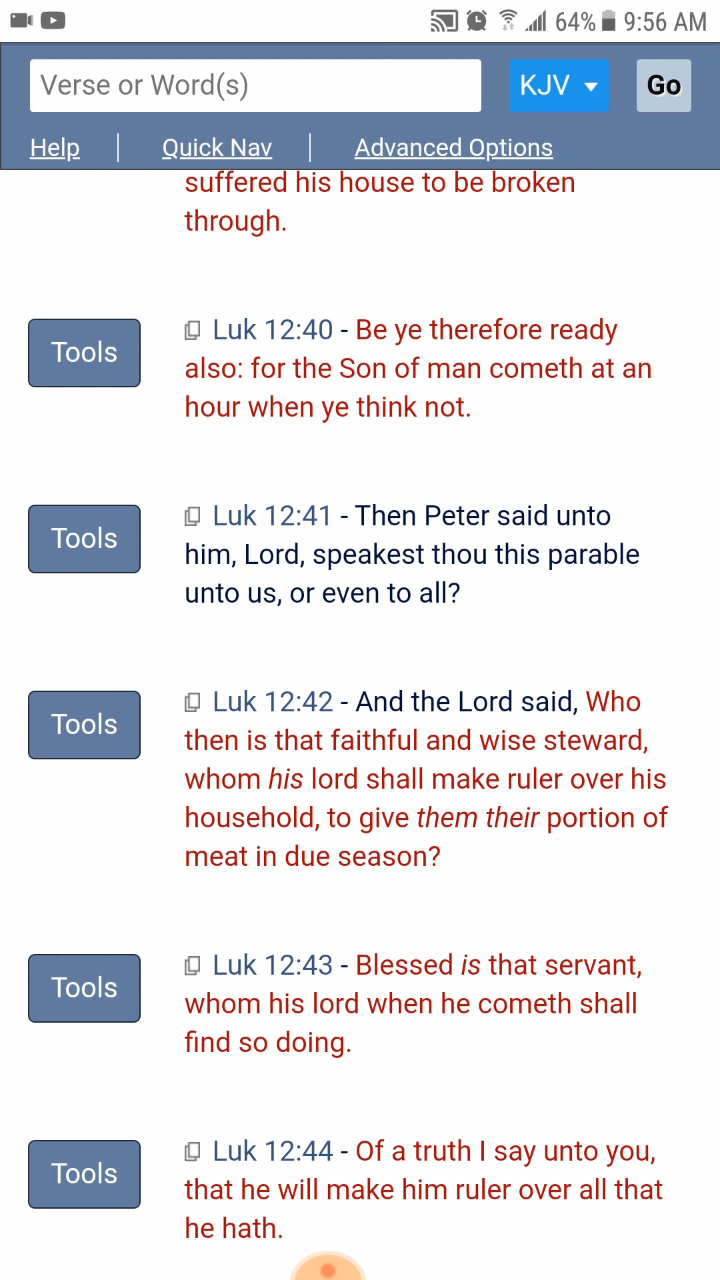 64% 9:56 AM
Verse or Word(s) KJV Go
Help | Quick Nav | Advanced Options
suffered his house to be broken
through.
Tools
Luk 12:40 - Be ye therefore ready
also: for the Son of man cometh at an
hour when ye think not.
Tools
Luk 12:41 - Then Peter said unto
him, Lord, speakest thou this parable
unto us, or even to all?
Tools
Luk 12:42 - And the Lord said, Who
then is that faithful and wise steward,
whom his lord shall make ruler over his
household, to give them their portion of
meat in due season?
Tools
Luk 12:43 - Blessed is that servant,
whom his lord when he cometh shall
find so doing.
Tools
Luk 12:44 - Of a truth I say unto you,
that he will make him ruler over all that
he hath.